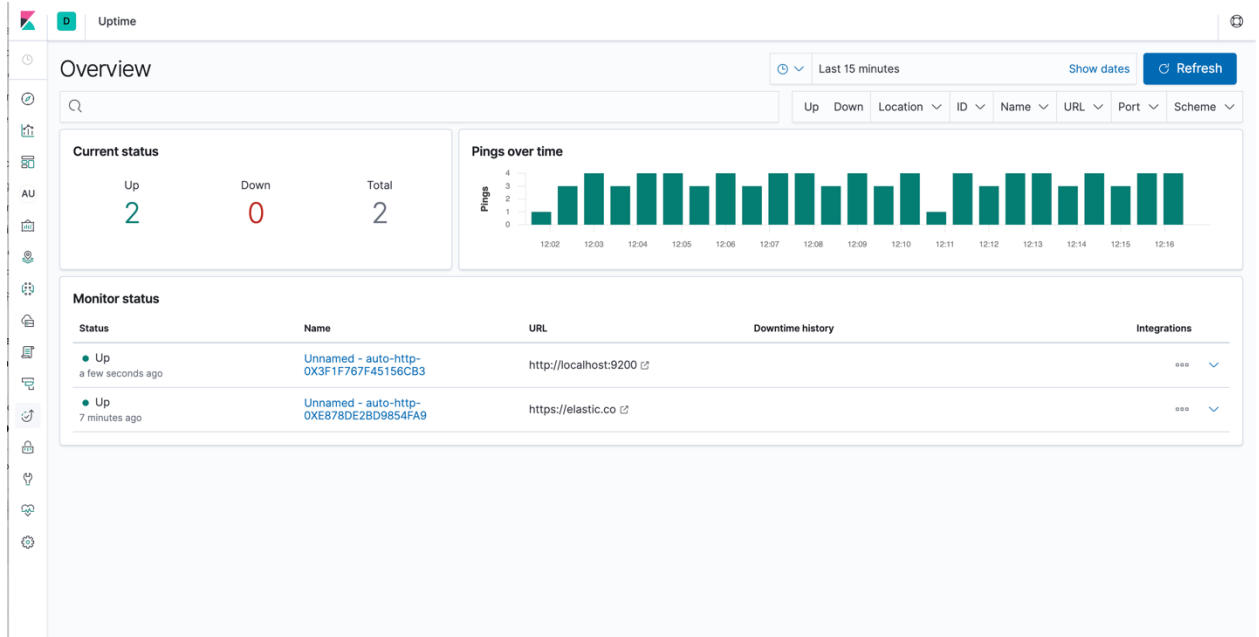 D Uptime
Overview
Last 15 minutes Show dates Refresh
Up Down Location ID Name URL Port Scheme
Current status
Up Down Total
2 0 2
Pings over time
Pings
4
3
2
1
0
12:02 12:03 12:04 12:05 12:06 12:07 12:08 12:09 12:10 12:11 12:12 12:13 12:14 12:15 12:16
AU
Monitor status
Status Name URL Downtime history Integrations
Up
a few seconds ago
Unnamed - auto-http-
0X3F1F767F45156CB3
http://localhost:9200
Up
7 minutes ago
Unnamed - auto-http-
0XE878DE2BD9854FA9
https://elastic.co